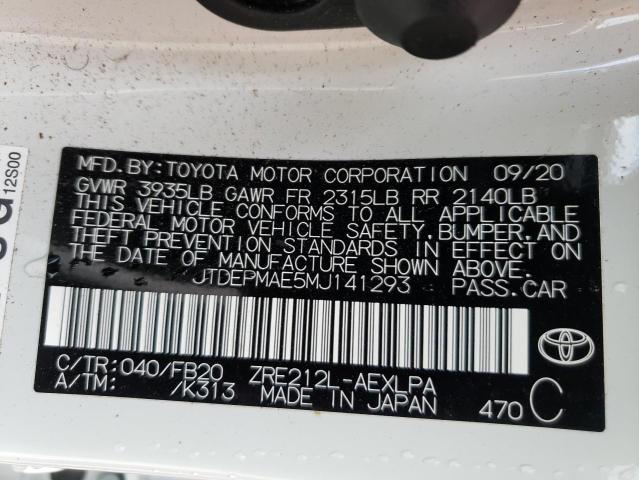 MFD.BY:TOYOTA MOTOR CORPORATION 09/20
GVWR 3935LB GAWR FR 2315LB RR 2140LB
THIS VEHICLE CONFORMS TO ALL APPLICABLE
FEDERAL MOTOR VEHICLE SAFETY,BUMPER,AND
THEFT PREVENTION STANDARDS IN EFFECT ON
THE DATE OF MANUFACTURE SHOWN ABOVE.
JTDEPMAE5MJ141293 PASS.CAR
C/TR:040/FB20 ZRE212L-AEXLPA
A/TM: /K313 MADE IN JAPAN 470 C
12S00